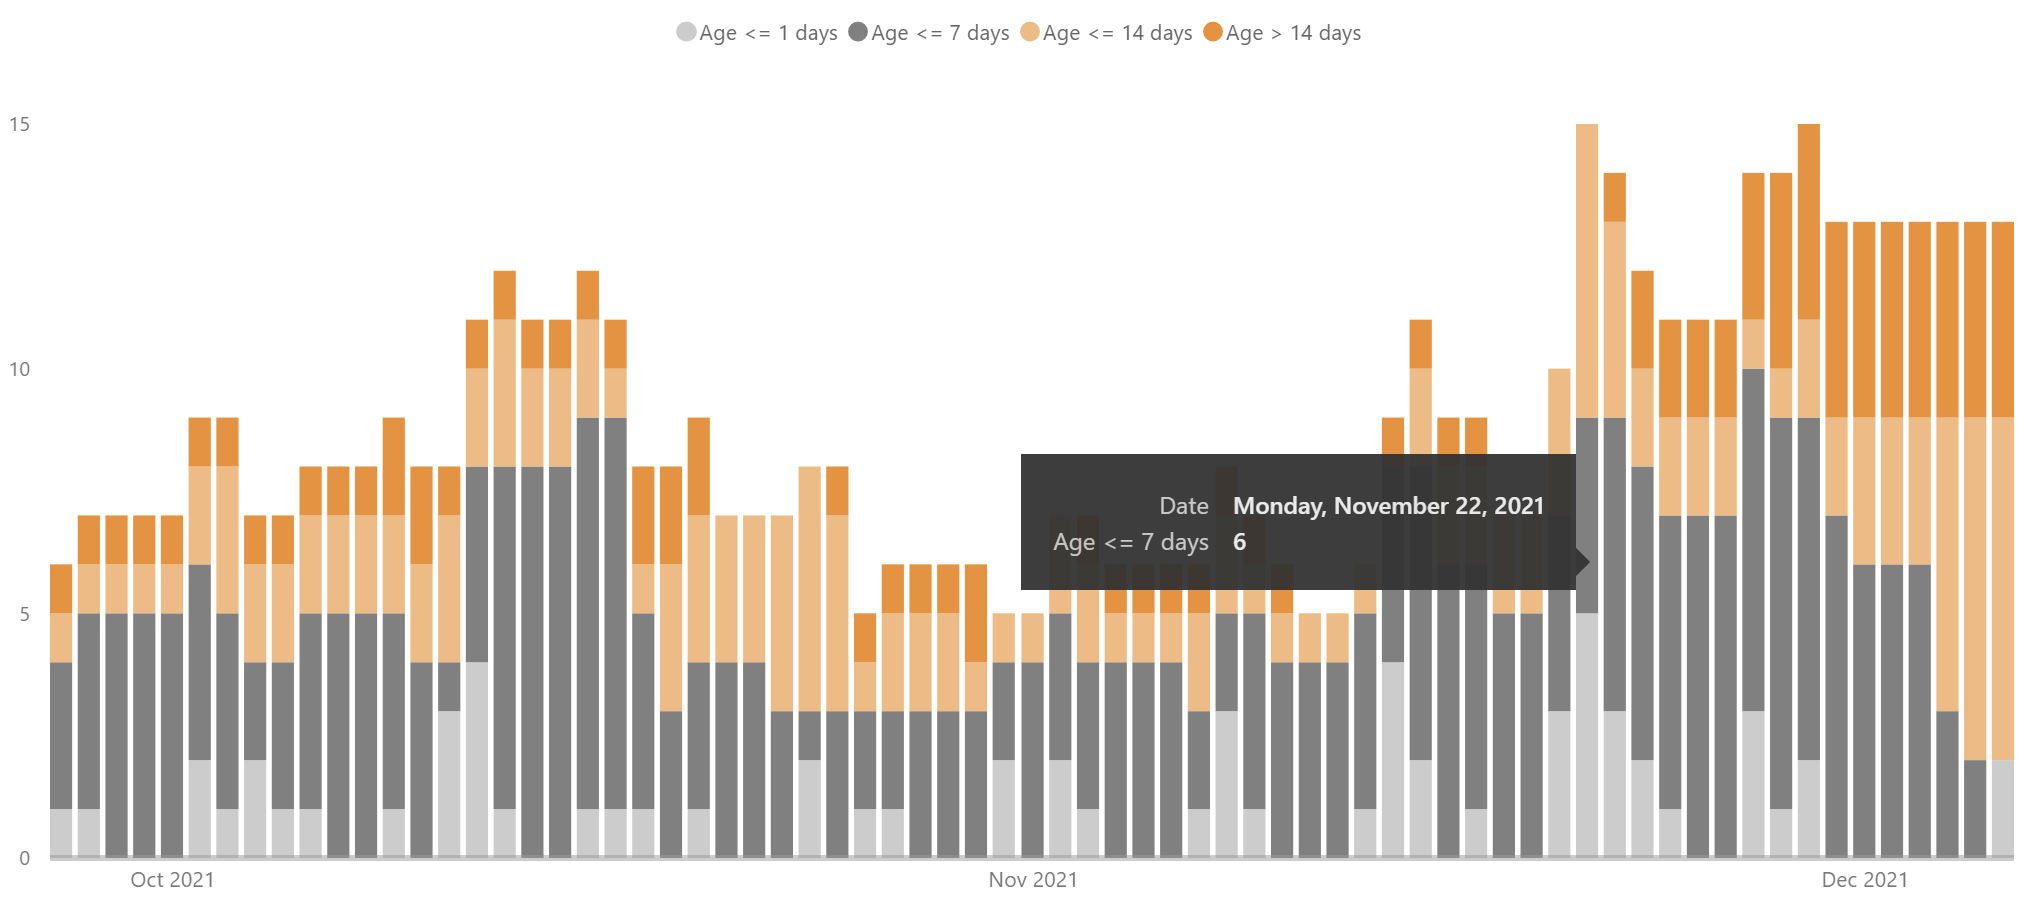 Age <= 1 days Age <= 7 days Age <= 14 days Age > 14 days
15
10
5
0
Date Monday, November 22, 2021
Age <= 7 days 6
Oct 2021 Nov 2021 Dec 2021